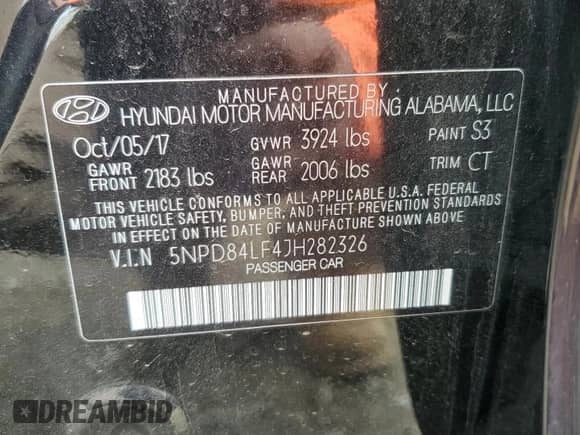 MANUFACTURED BY
HYUNDAI MOTOR MANUFACTURING ALABAMA, LLC
Oct/05/17 GVWR 3924 lbs PAINT S3
GAWR FRONT 2183 lbs GAWR REAR 2006 lbs TRIM CT
THIS VEHICLE CONFORMS TO ALL APPLICABLE U.S.A. FEDERAL
MOTOR VEHICLE SAFETY, BUMPER, AND THEFT PREVENTION STANDARDS
IN EFFECT ON THE DATE OF MANUFACTURE SHOWN ABOVE.
V.I.N 5NPD84LF4JH282326
PASSENGER CAR
DREAMBID